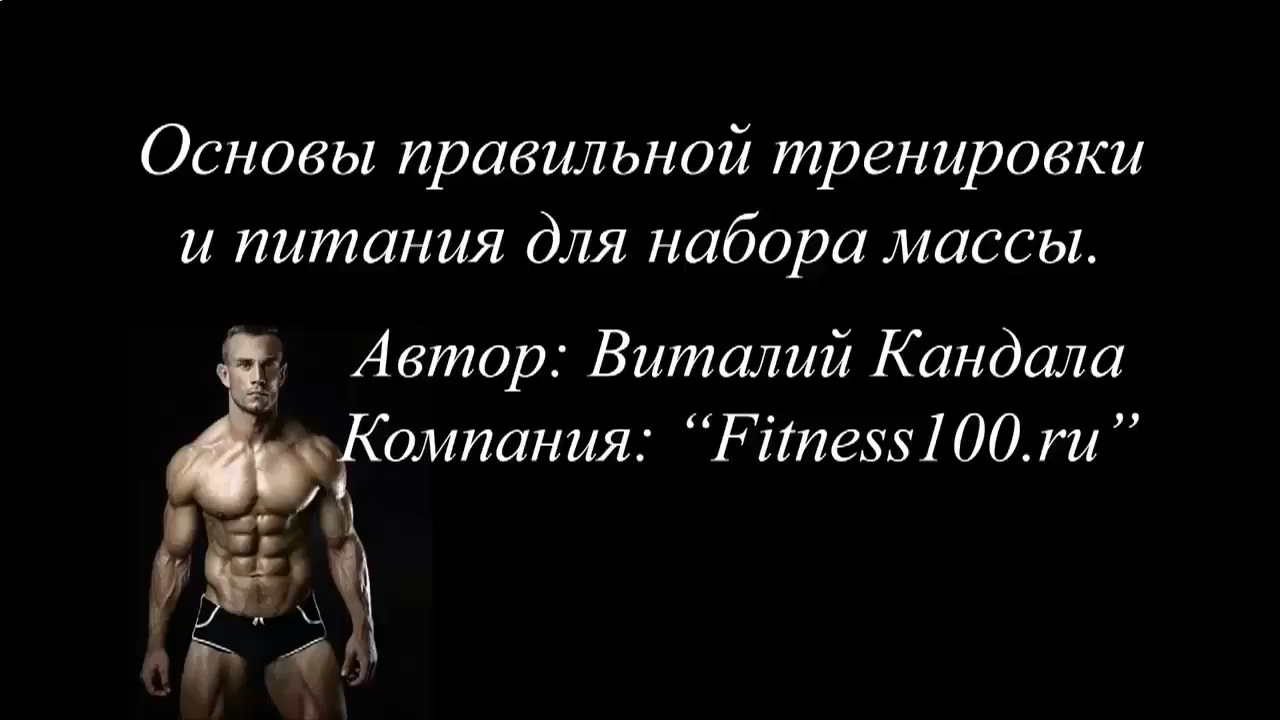 Основы правильной тренировки
и питания для набора массы.
Автор: Виталий Кандала
Компания: “Fitness100.ru”